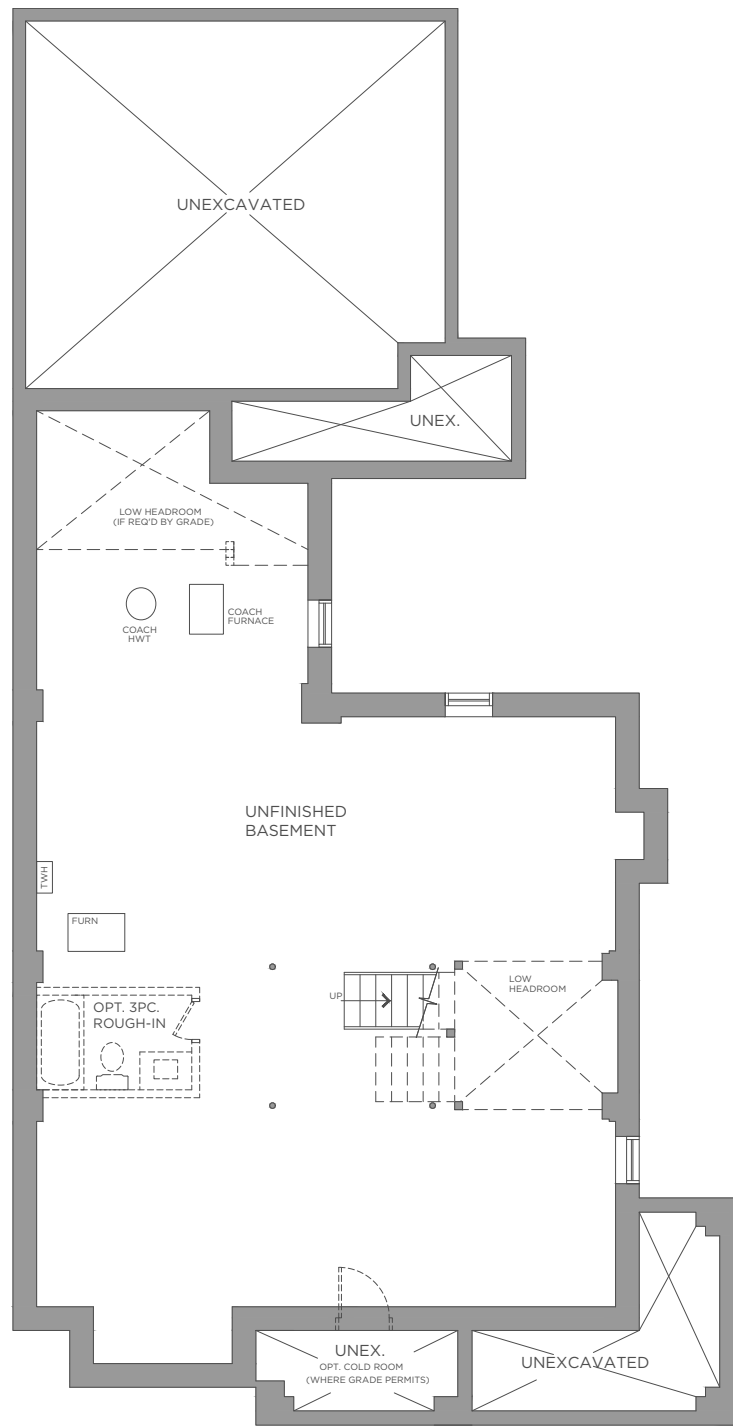 UNEXCAVATED
UNEX.
LOW HEADROOM
(IF REQ'D BY GRADE)
COACH
HWT
COACH
FURNACE
UNFINISHED
BASEMENT
TWH
FURN
LOW
HEADROOM
UP
OPT. 3PC.
ROUGH-IN
UNEX.
OPT. COLD ROOM
(WHERE GRADE PERMITS)
UNEXCAVATED